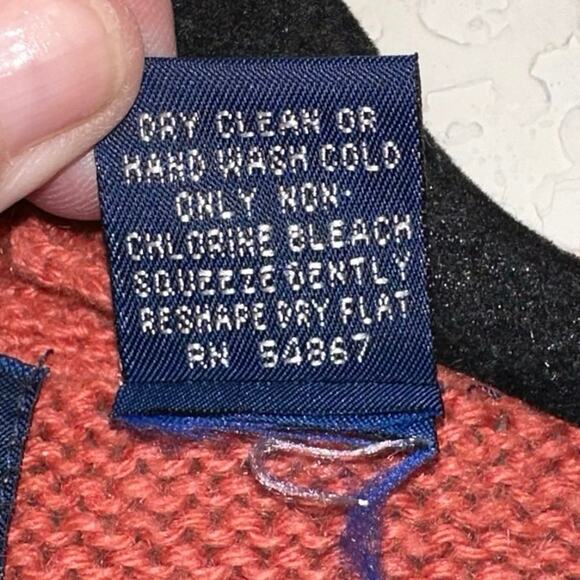 DRY CLEAN OR
HAND WASH COLD
ONLY NON-
CHLORINE BLEACH
SQUEEZE GENTLY
RESHAPE DRY FLAT
RN 54867